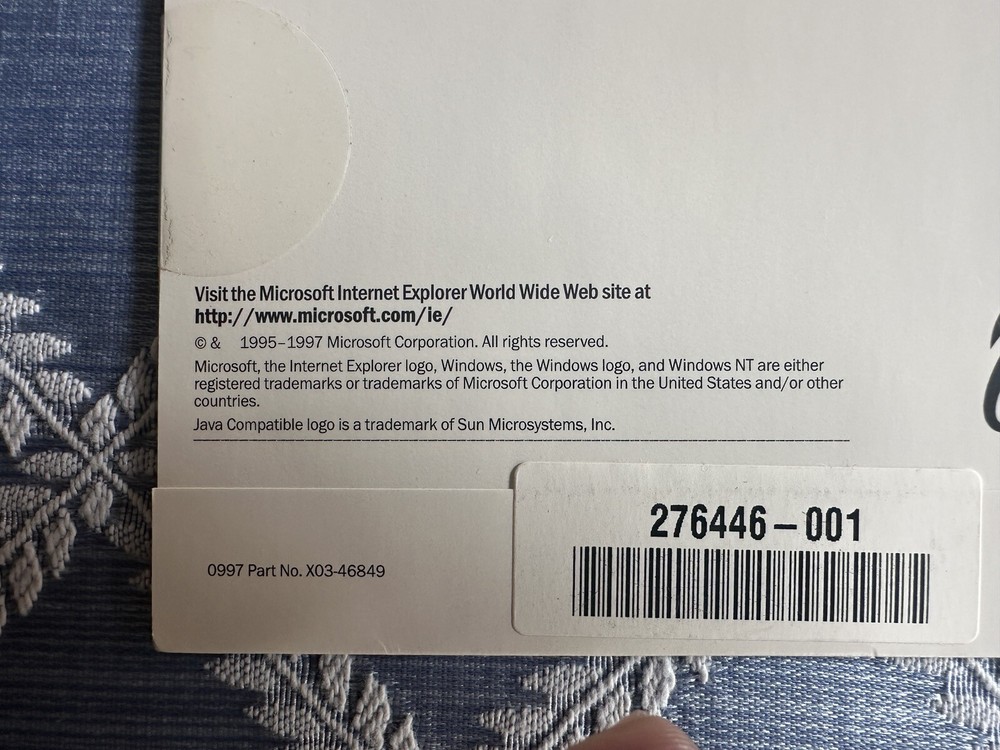 Visit the Microsoft Internet Explorer World Wide Web site at
http://www.microsoft.com/ie/
© & 1995–1997 Microsoft Corporation. All rights reserved.
Microsoft, the Internet Explorer logo, Windows, the Windows logo, and Windows NT are either
registered trademarks or trademarks of Microsoft Corporation in the United States and/or other
countries.
Java Compatible logo is a trademark of Sun Microsystems, Inc.
276446–001
0997 Part No. X03-46849